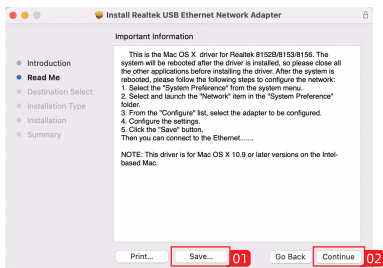 Install Realtek USB Ethernet Network Adapter
Important Information
Introduction
Read Me
Destination Select
Installation Type
Installation
Summary
This is the Mac OS X driver for Realtek 8152B/8153/8156. The
system will be rebooted after the driver is installed, so please close all
the other applications before installing the driver. After the system is
rebooted, please follow the following steps to configure the network:
1. Select the "System Preference" from the system menu.
2. Select and launch the "Network" item in the "System Preference"
folder.
3. From the "Configure" list, select the adapter to be configured.
4. Configure the settings.
5. Click the "Save" button.
Then you can connect to the Ethernet.......
NOTE: This driver is for Mac OS X 10.9 or later versions on the Intel-
based Mac.
Print... Save... 01 Go Back Continue 02